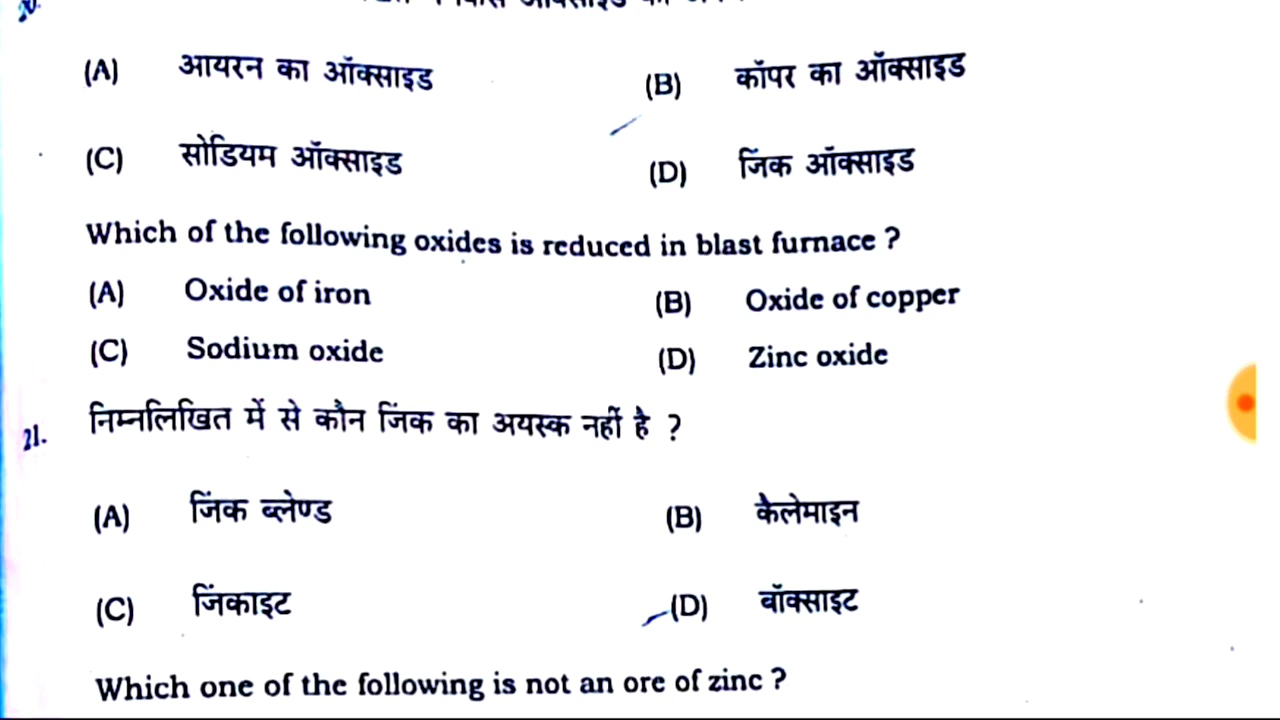 (A) आयरन का ऑक्साइड (B) कॉपर का ऑक्साइड
(C) सोडियम ऑक्साइड (D) जिंक ऑक्साइड
Which of the following oxides is reduced in blast furnace ?
(A) Oxide of iron (B) Oxide of copper
(C) Sodium oxide (D) Zinc oxide
21. निम्नलिखित में से कौन जिंक का अयस्क नहीं है ?
(A) जिंक ब्लेण्ड (B) कैलेमाइन
(C) जिंकाइट (D) बॉक्साइट
Which one of the following is not an ore of zinc ?